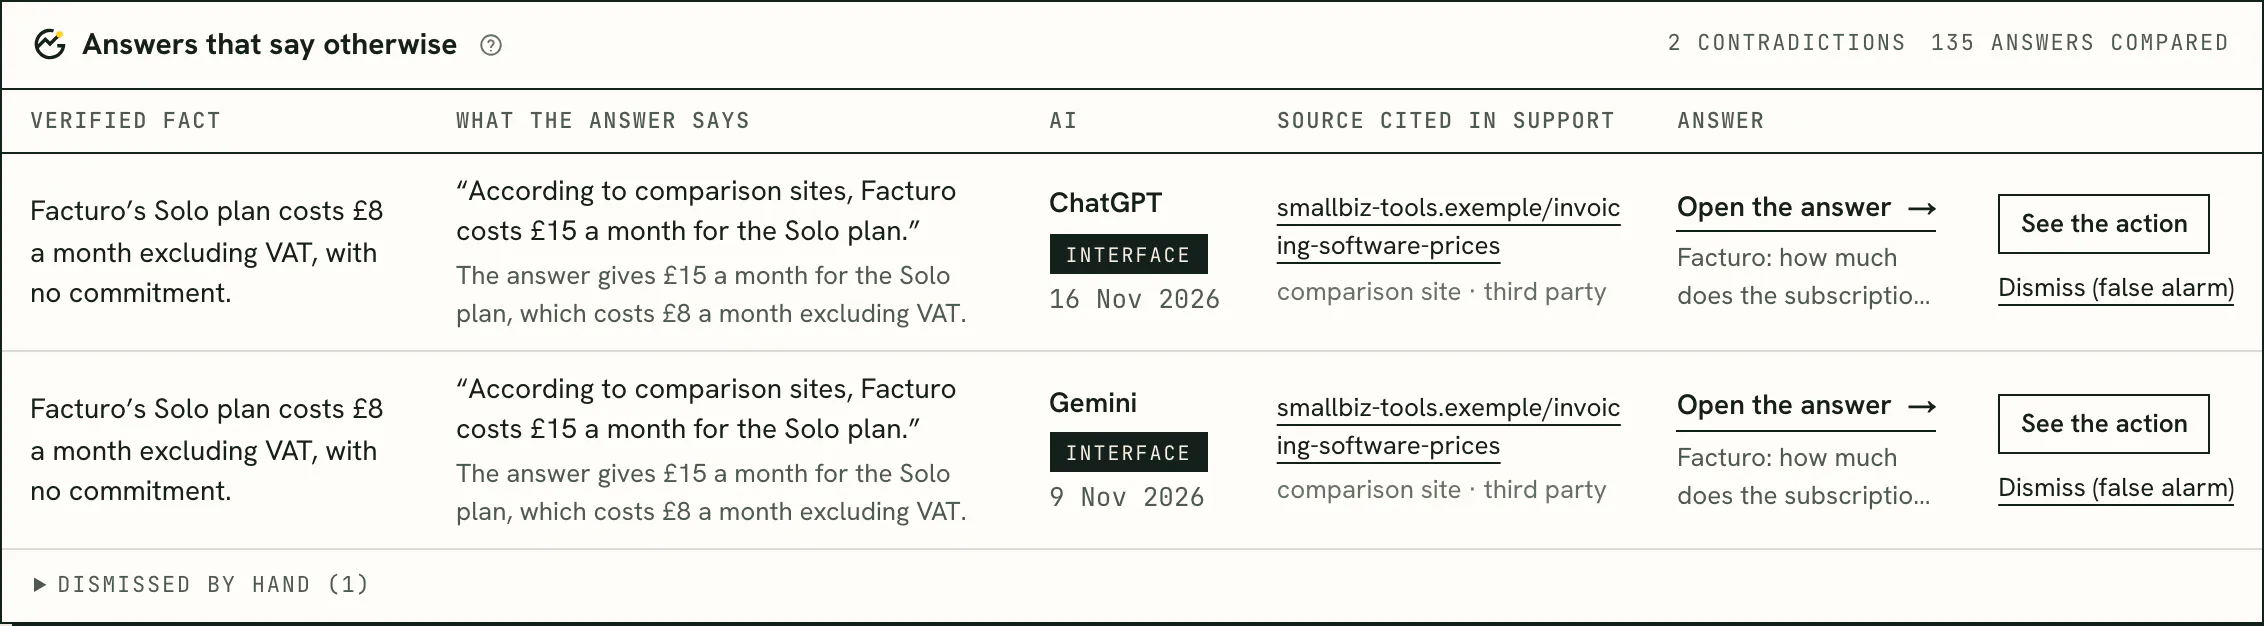 Answers that say otherwise ?
2 CONTRADICTIONS 135 ANSWERS COMPARED
VERIFIED FACT
WHAT THE ANSWER SAYS
AI
SOURCE CITED IN SUPPORT
ANSWER
Facturo’s Solo plan costs £8
a month excluding VAT, with
no commitment.
“According to comparison sites, Facturo
costs £15 a month for the Solo plan.”
The answer gives £15 a month for the Solo
plan, which costs £8 a month excluding VAT.
ChatGPT
INTERFACE
16 Nov 2026
smallbiz-tools.exemple/invoic
ing-software-prices
comparison site · third party
Open the answer →
Facturo: how much
does the subscriptio...
See the action
Dismiss (false alarm)
Facturo’s Solo plan costs £8
a month excluding VAT, with
no commitment.
“According to comparison sites, Facturo
costs £15 a month for the Solo plan.”
The answer gives £15 a month for the Solo
plan, which costs £8 a month excluding VAT.
Gemini
INTERFACE
9 Nov 2026
smallbiz-tools.exemple/invoic
ing-software-prices
comparison site · third party
Open the answer →
Facturo: how much
does the subscriptio...
See the action
Dismiss (false alarm)
▶ DISMISSED BY HAND (1)